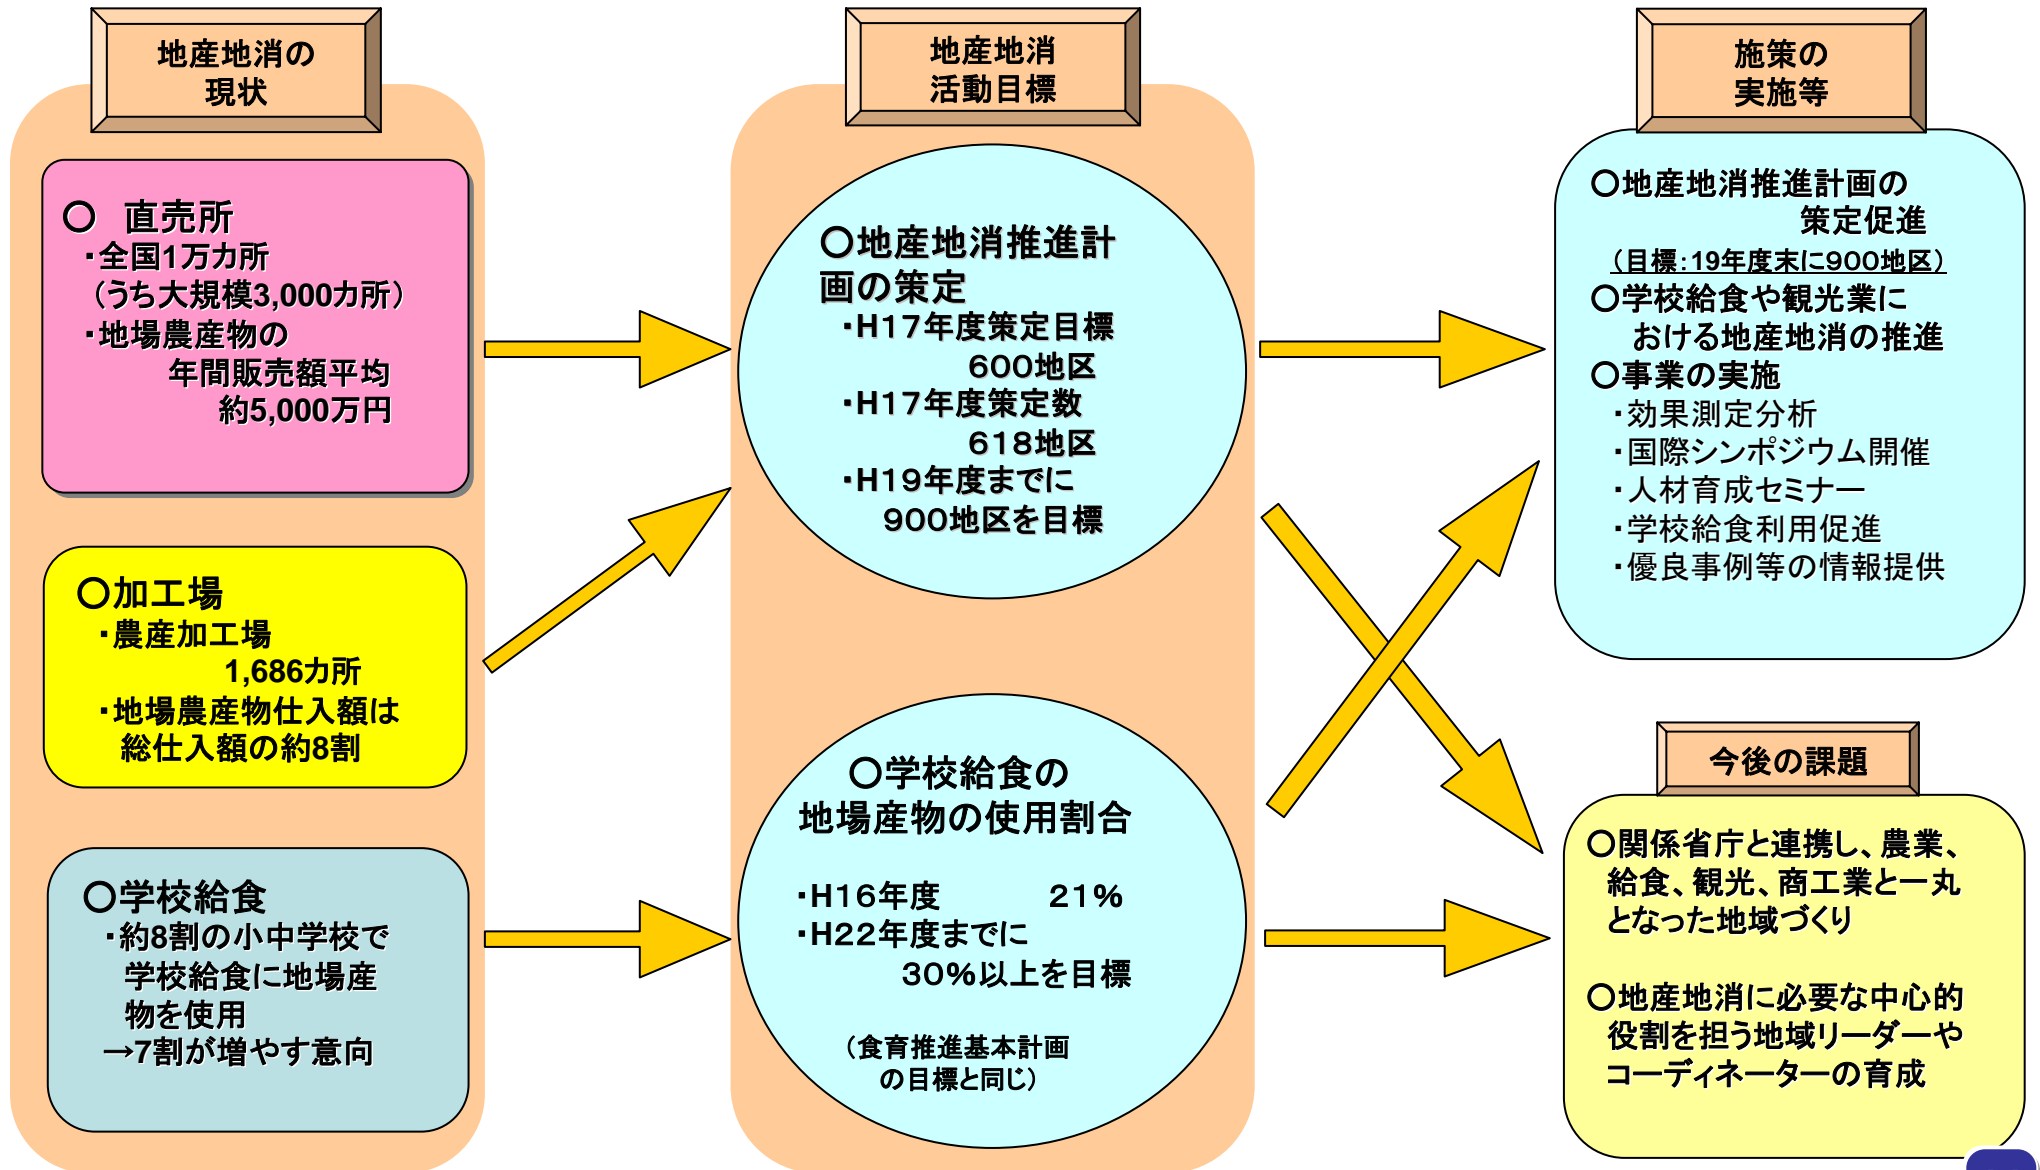 地産地消の
現状
○　直売所
・全国1万カ所
（うち大規模3,000カ所）
・地場農産物の
年間販売額平均
約5,000万円
○加工場
・農産加工場
1,686カ所
・地場農産物仕入額は
総仕入額の約8割
○学校給食
・約8割の小中学校で
学校給食に地場産
物を使用
→7割が増やす意向
地産地消
活動目標
○地産地消推進計
画の策定
・H17年度策定目標
600地区
・H17年度策定数
618地区
・H19年度までに
900地区を目標
○学校給食の
地場産物の使用割合
・H16年度　21%
・H22年度までに
30%以上を目標
（食育推進基本計画
の目標と同じ）
施策の
実施等
○地産地消推進計画の
策定促進
（目標：19年度末に900地区）
○学校給食や観光業に
おける地産地消の推進
○事業の実施
・効果測定分析
・国際シンポジウム開催
・人材育成セミナー
・学校給食利用促進
・優良事例等の情報提供
今後の課題
○関係省庁と連携し、農業、
給食、観光、商工業と一丸
となった地域づくり
○地産地消に必要な中心的
役割を担う地域リーダーや
コーディネーターの育成